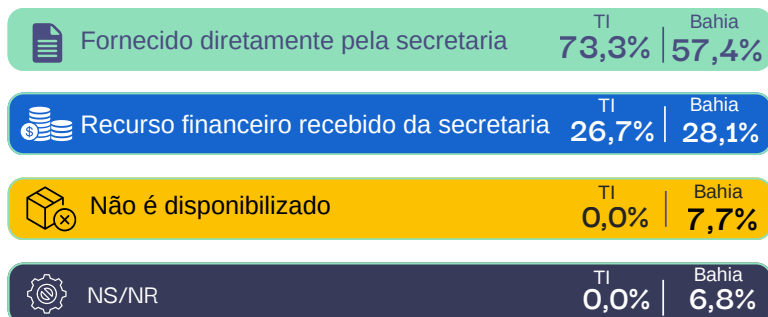 TI Bahia
Fornecido diretamente pela secretaria 73,3% 57,4%
TI Bahia
$ Recurso financeiro recebido da secretaria 26,7% 28,1%
TI Bahia
Não é disponibilizado 0,0% 7,7%
TI Bahia
NS/NR 0,0% 6,8%